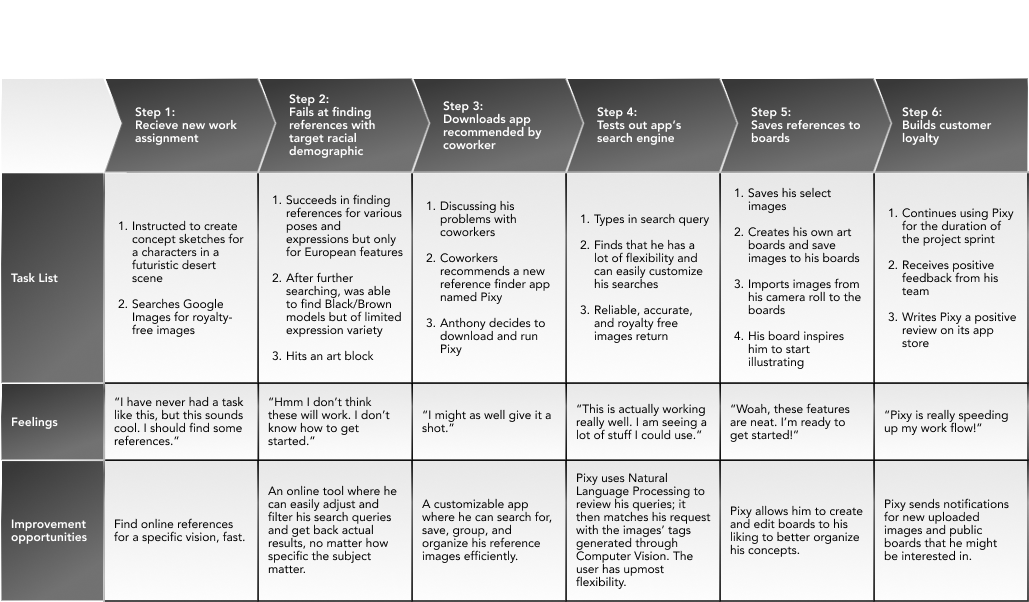 Step 1:
Recieve new work
assignment
Step 2:
Fails at finding
references with
target racial
demographic
Step 3:
Downloads app
recommended by
coworker
Step 4:
Tests out app's
search engine
Step 5:
Saves references to
boards
Step 6:
Builds customer
loyalty
Task List
1. Instructed to create
concept sketches for
a characters in a
futuristic desert
scene
2. Searches Google
Images for royalty-
free images
1. Succeeds in finding
references for various
poses and
expressions but only
for European features
2. After further
searching, was able
to find Black/Brown
models but of limited
expression variety
3. Hits an art block
1. Discussing his
problems with
coworkers
2. Coworkers
recommends a new
reference finder app
named Pixy
3. Anthony decides to
download and run
Pixy
1. Types in search query
2. Finds that he has a
lot of flexibility and
can easily customize
his searches
3. Reliable, accurate,
and royalty free
images return
1. Saves his select
images
2. Creates his own art
boards and save
images to his boards
3. Imports images from
his camera roll to the
boards
4. His board inspires
him to start
illustrating
1. Continues using Pixy
for the duration of
the project sprint
2. Receives positive
feedback from his
team
3. Writes Pixy a positive
review on its app
store
Feelings
“I have never had a task
like this, but this sounds
cool. I should find some
references.”
“Hmm I don’t think
these will work. I don’t
know how to get
started.”
“I might as well give it a
shot.”
“This is actually working
really well. I am seeing a
lot of stuff I could use.”
“Woah, these features
are neat. I’m ready to
get started!”
“Pixy is really speeding
up my work flow!”
Improvement
opportunities
Find online references
for a specific vision, fast.
An online tool where he
can easily adjust and
filter his search queries
and get back actual
results, no matter how
specific the subject
matter.
A customizable app
where he can search for,
save, group, and
organize his reference
images efficiently.
Pixy uses Natural
Language Processing to
review his queries; it
then matches his request
with the images’ tags
generated through
Computer Vision. The
user has upmost
flexibility.
Pixy allows him to create
and edit boards to his
liking to better organize
his concepts.
Pixy sends notifications
for new uploaded
images and public
boards that he might
be interested in.